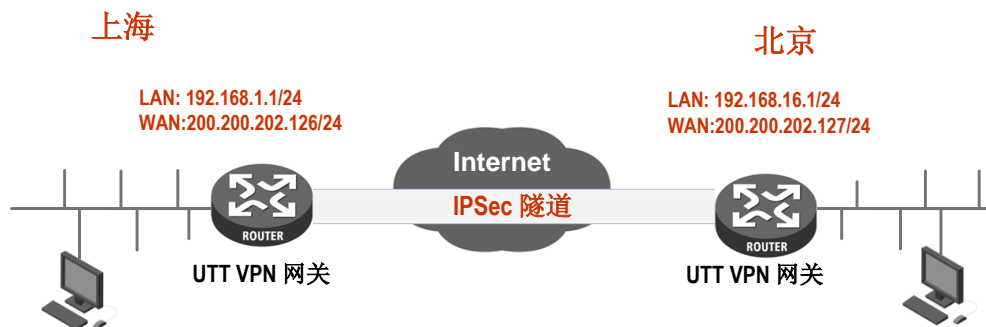 上海
北京
LAN: 192.168.1.1/24
WAN:200.200.202.126/24
LAN: 192.168.16.1/24
WAN:200.200.202.127/24
Internet
IPSec 隧道
ROUTER
ROUTER
UTT VPN 网关
UTT VPN 网关